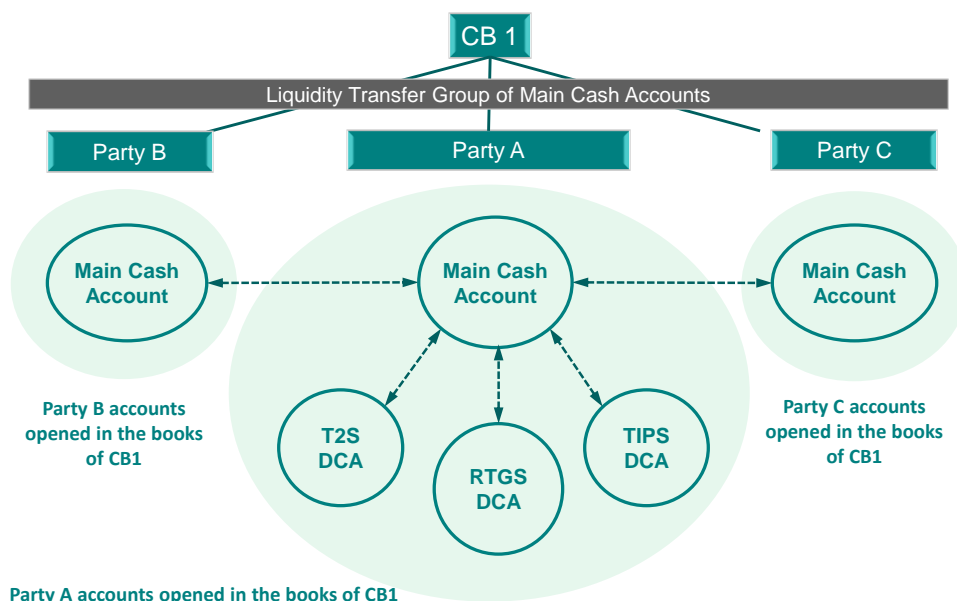 CB 1
Liquidity Transfer Group of Main Cash Accounts
Party B
Party A
Party C
Main Cash
Account
Main Cash
Account
Main Cash
Account
Party B accounts
opened in the books
of CB1
T2S
DCA
RTGS
DCA
TIPS
DCA
Party C accounts
opened in the books
of CB1
Party A accounts opened in the books of CB1